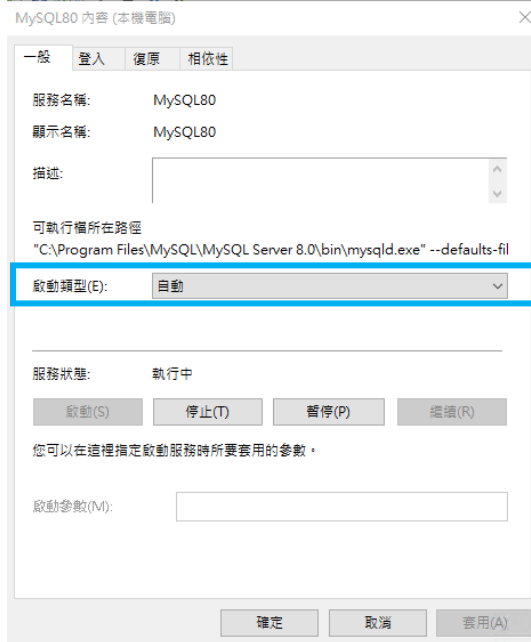 MySQL80 內容 (本機電腦)
一般 登入 復原 相依性
服務名稱: MySQL80
顯示名稱: MySQL80
描述:
可執行檔所在路徑
"C:\Program Files\MySQL\MySQL Server 8.0\bin\mysqld.exe" --defaults-fil
啟動類型(E): 自動
服務狀態: 執行中
啟動(S) 停止(T) 暫停(P) 繼續(R)
您可以在這裡指定啟動服務時所要套用的參數。
啟動參數(M):
確定 取消 套用(A)